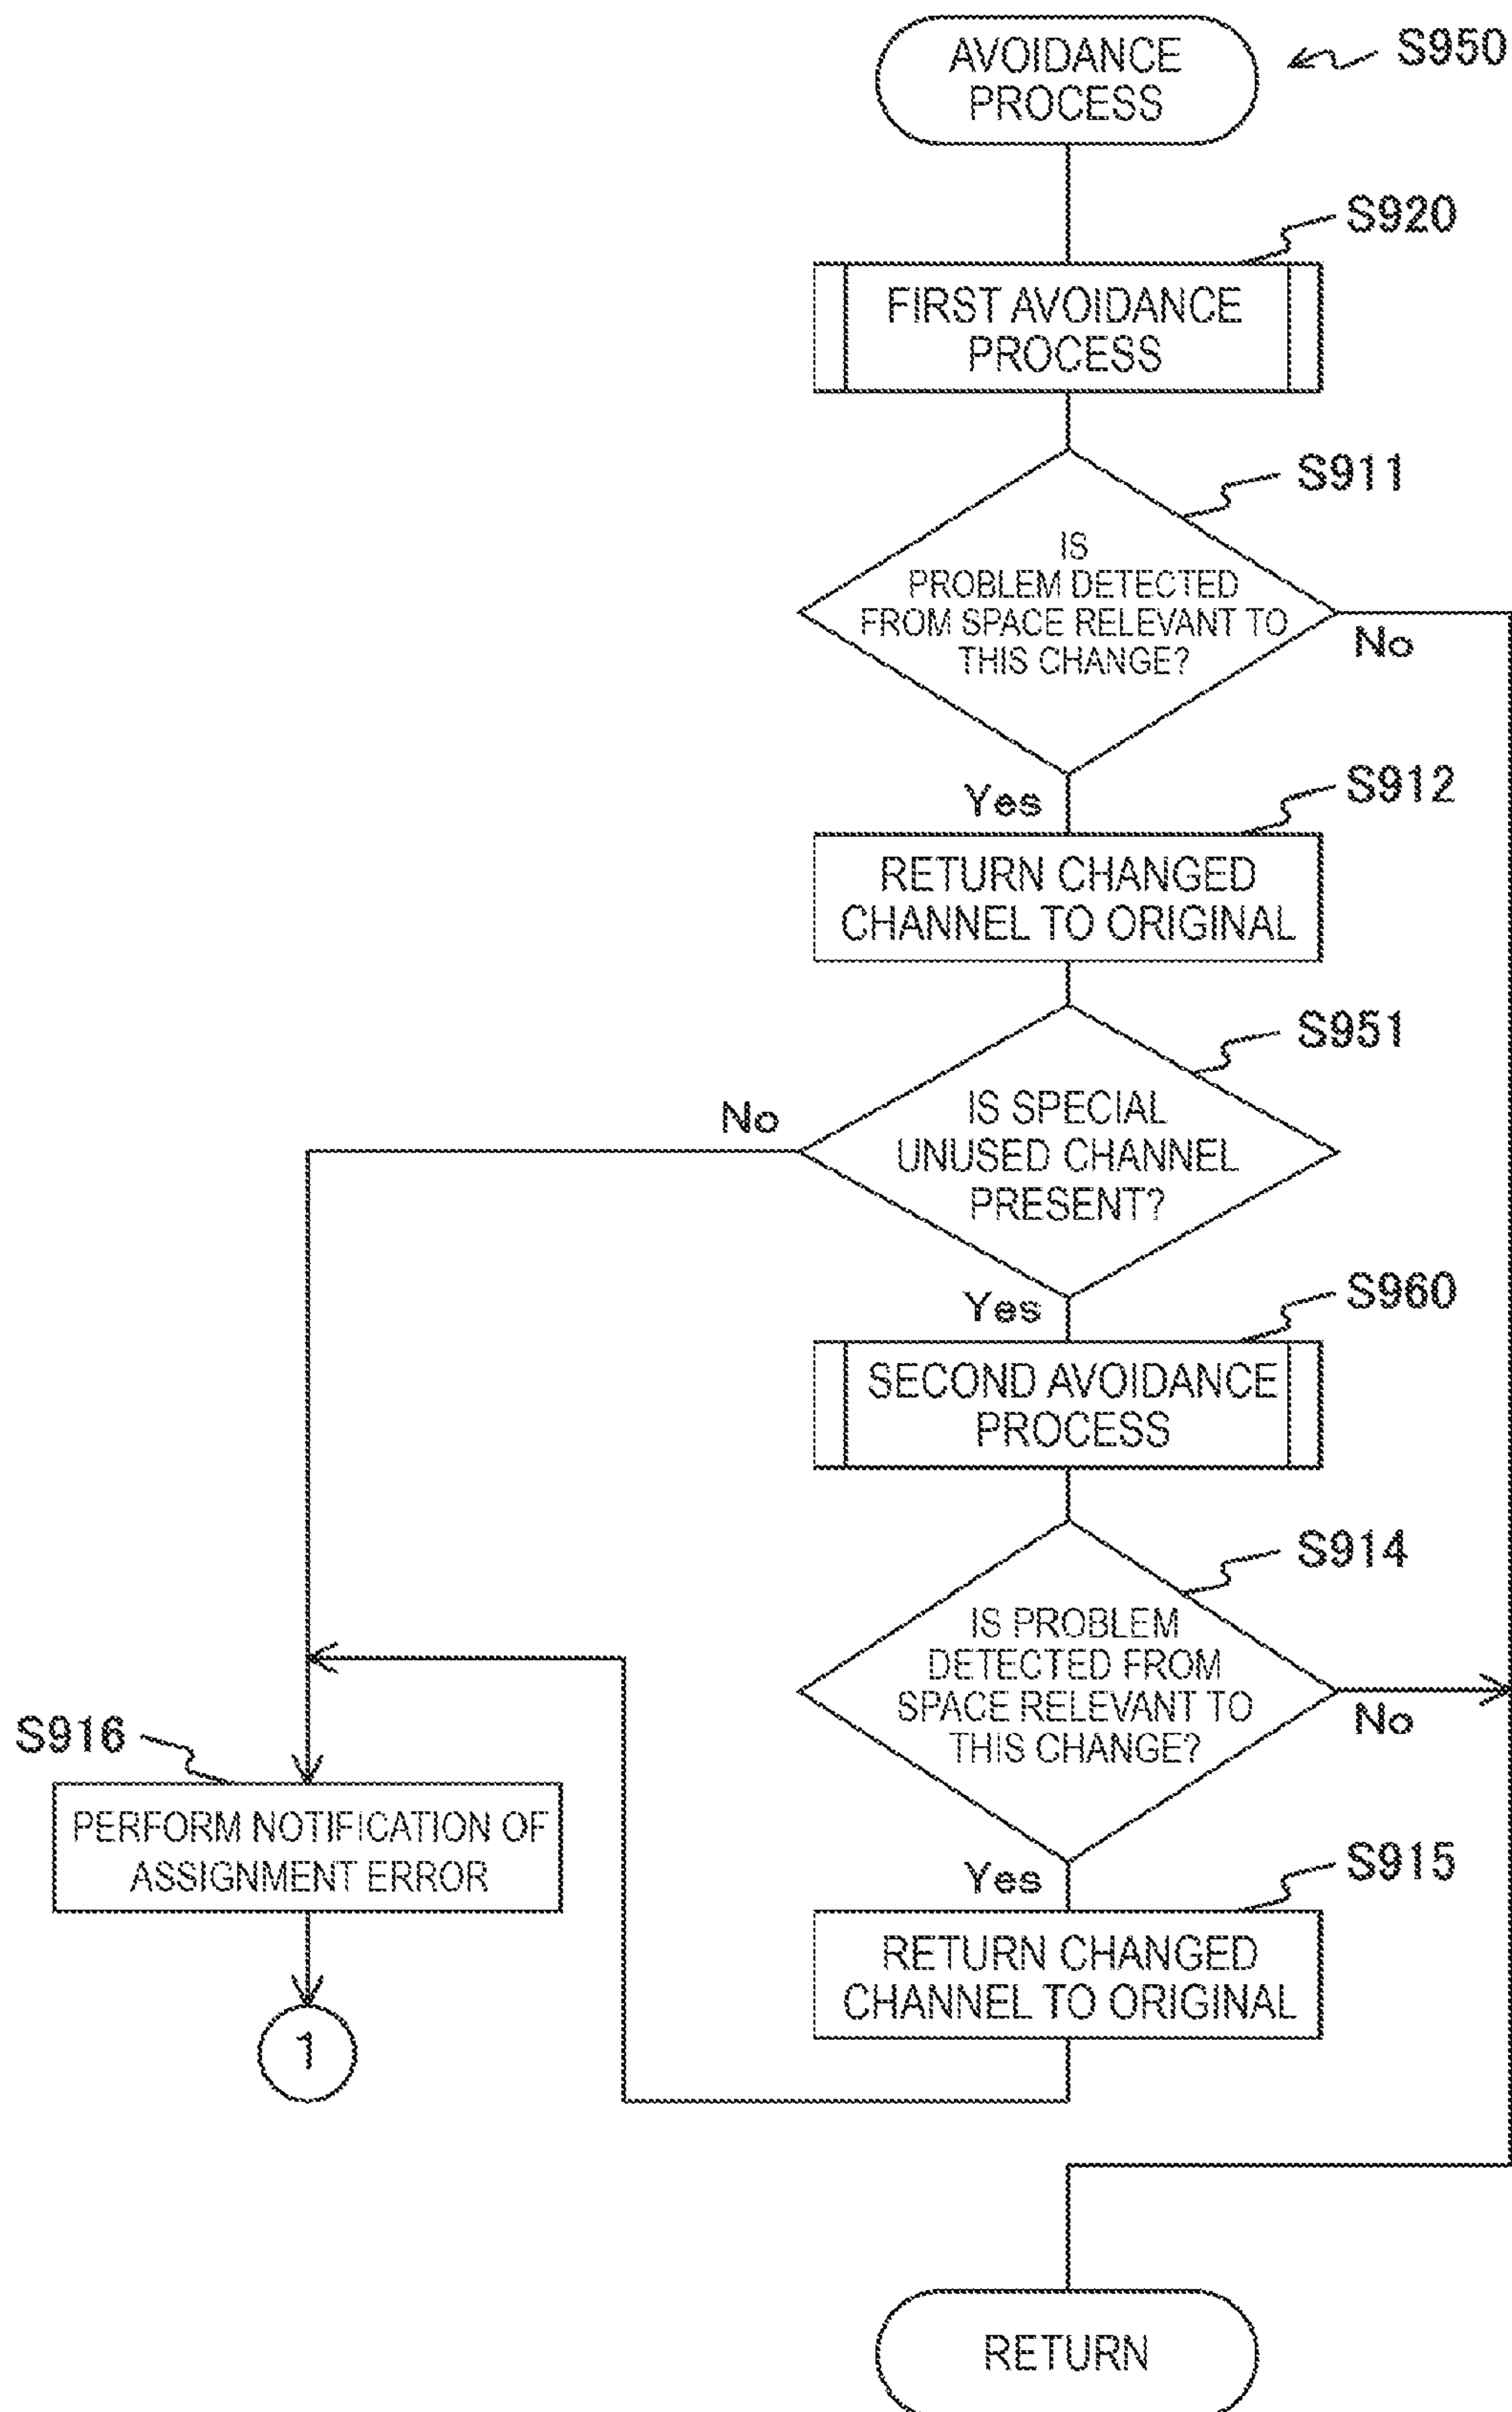 AVOIDANCE
PROCESS
S950
S920
FIRST AVOIDANCE
PROCESS
S911
IS
PROBLEM DETECTED
FROM SPACE RELEVANT TO
THIS CHANGE?
No
Yes
S912
RETURN CHANGED
CHANNEL TO ORIGINAL
S951
No
IS SPECIAL
UNUSED CHANNEL
PRESENT?
Yes
S960
SECOND AVOIDANCE
PROCESS
S914
IS PROBLEM
DETECTED FROM
SPACE RELEVANT TO
THIS CHANGE?
No
Yes
S915
RETURN CHANGED
CHANNEL TO ORIGINAL
S916
PERFORM NOTIFICATION OF
ASSIGNMENT ERROR
1
RETURN